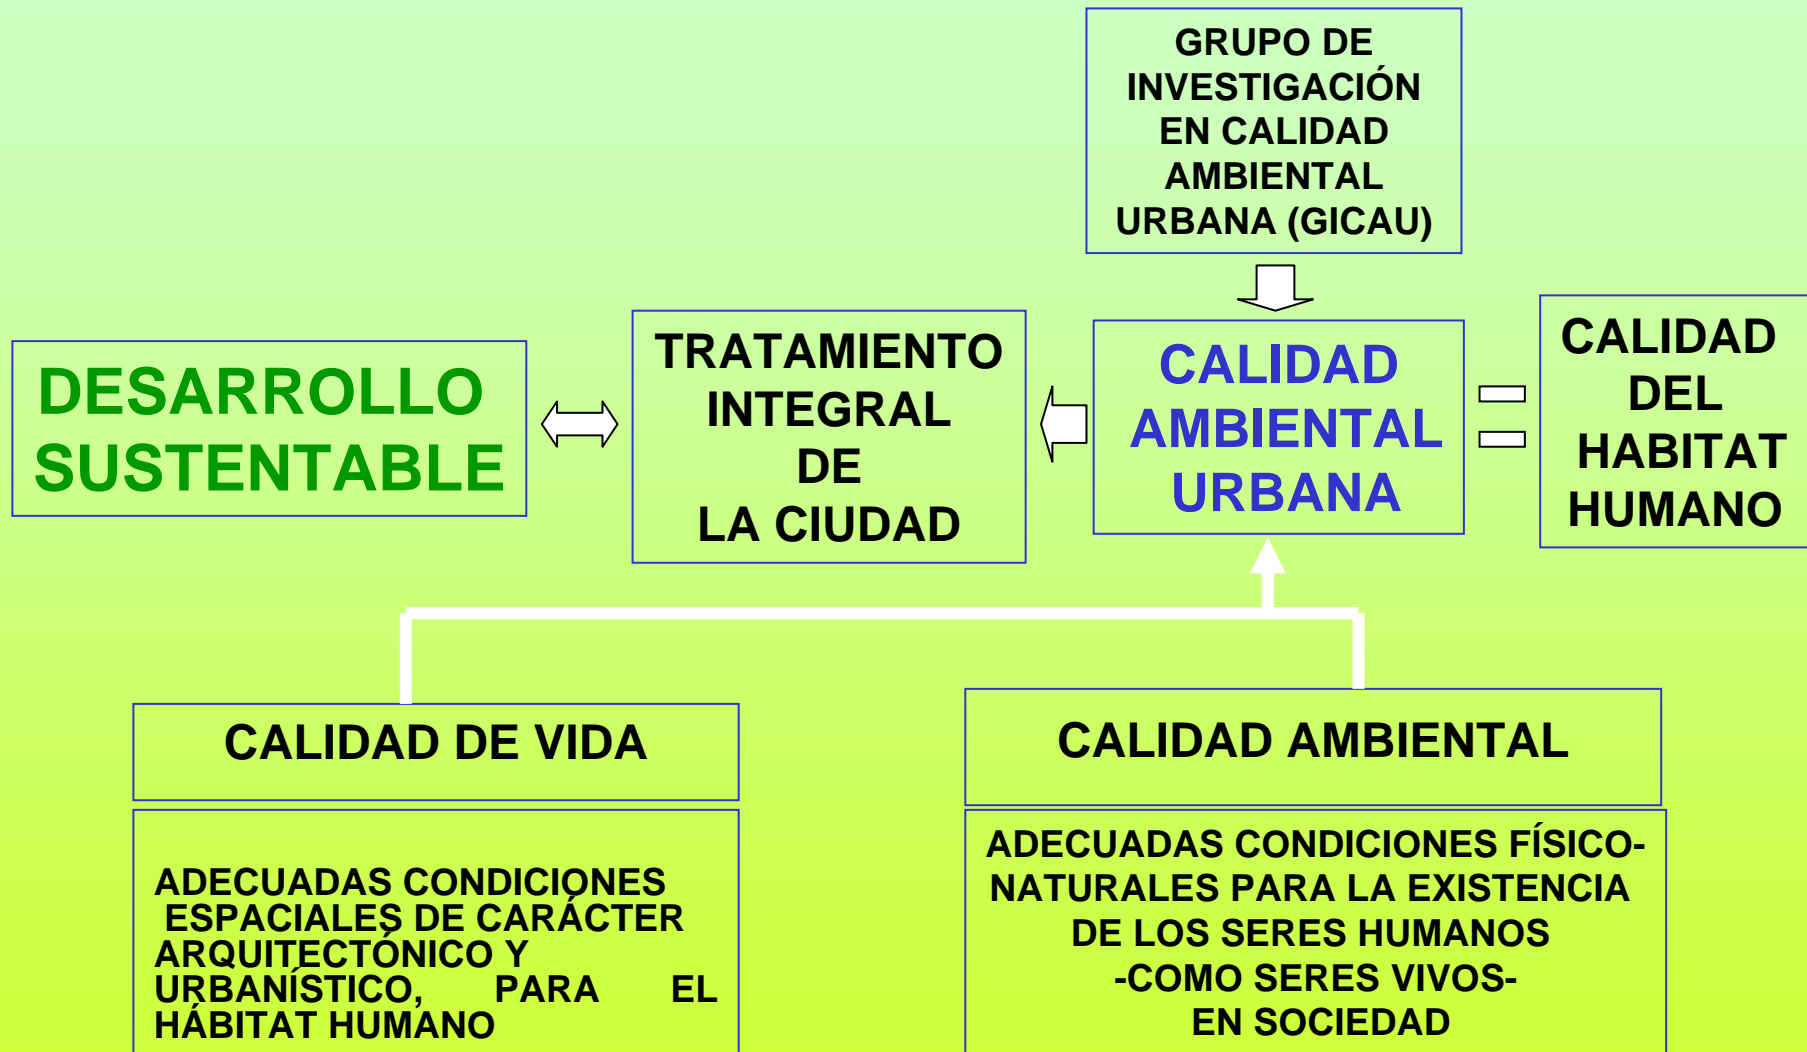 GRUPO DE
INVESTIGACIÓN
EN CALIDAD
AMBIENTAL
URBANA (GICAU)
DESARROLLO
SUSTENTABLE
TRATAMIENTO
INTEGRAL
DE
LA CIUDAD
CALIDAD
AMBIENTAL
URBANA
CALIDAD
DEL
HABITAT
HUMANO
CALIDAD DE VIDA
ADECUADAS CONDICIONES
ESPACIALES DE CARÁCTER
ARQUITECTÓNICO Y
URBANÍSTICO, PARA EL
HÁBITAT HUMANO
CALIDAD AMBIENTAL
ADECUADAS CONDICIONES FÍSICO-
NATURALES PARA LA EXISTENCIA
DE LOS SERES HUMANOS
-COMO SERES VIVOS-
EN SOCIEDAD